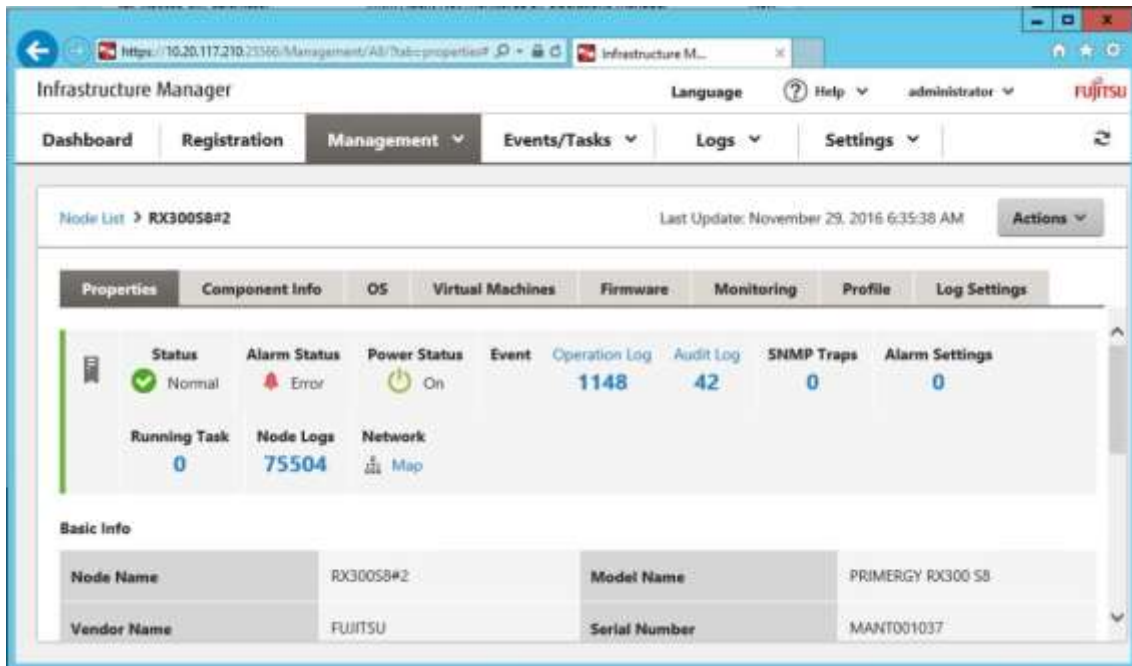 Infrastructure M...
Infrastructure Manager Language Help administrator FUJITSU
Dashboard Registration Management Events/Tasks Logs Settings
Node List > RX300S8#2 Last Update: November 29, 2016 6:35:38 AM Actions
Properties Component Info OS Virtual Machines Firmware Monitoring Profile Log Settings
Status Alarm Status Power Status Event Operation Log Audit Log SNMP Traps Alarm Settings
Normal Error On 1148 42 0 0
Running Task Node Logs Network
0 75504 Map
Basic Info
Node Name RX300S8#2 Model Name PRIMERGY RX300 S8
Vendor Name FUJITSU Serial Number MANT001037